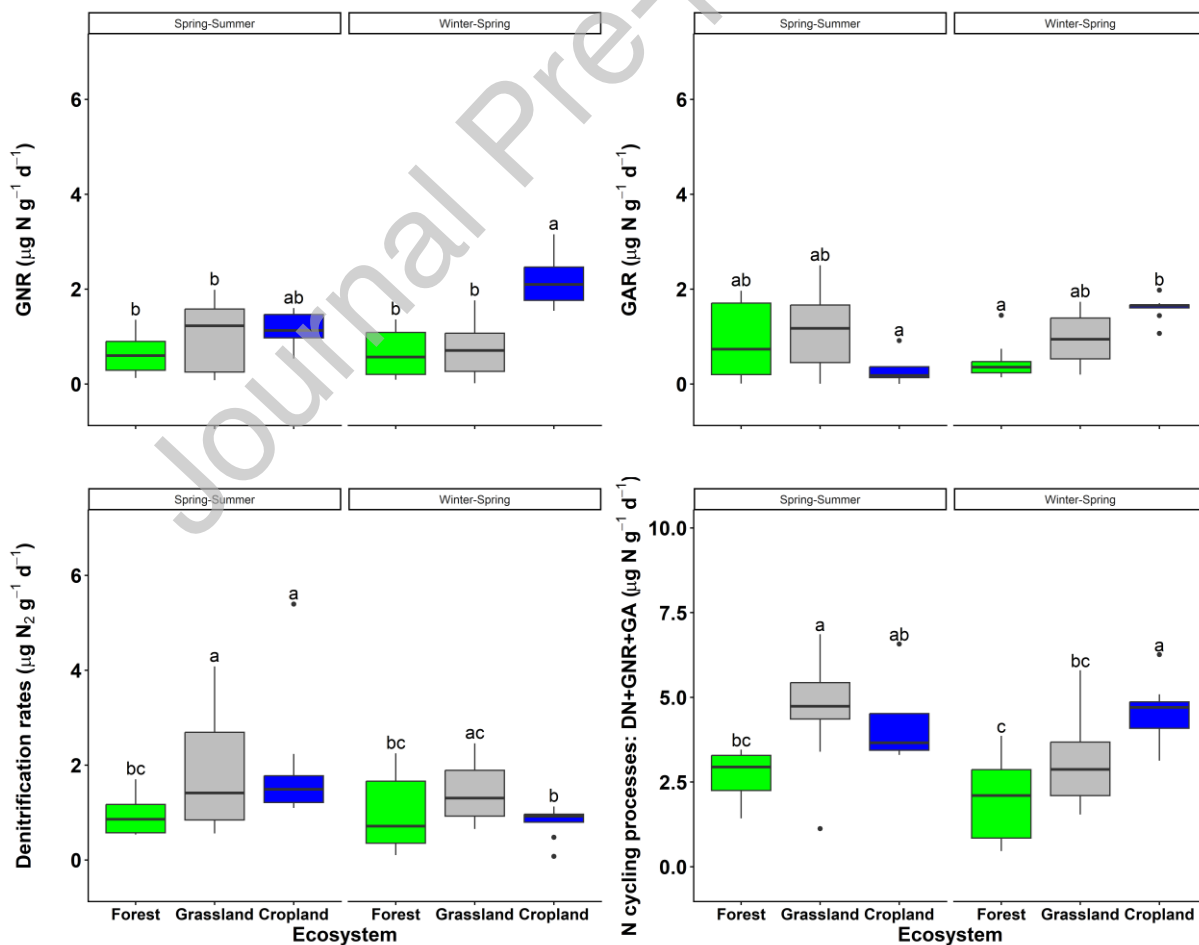 Journal Pre-
Spring-Summer
Winter-Spring
GNR (µg N g⁻¹ d⁻¹)
6
4
2
0
b
b
ab
b
b
a
Spring-Summer
Winter-Spring
GAR (µg N g⁻¹ d⁻¹)
6
4
2
0
ab
ab
a
a
ab
b
Spring-Summer
Winter-Spring
Denitrification rates (µg N₂ g⁻¹ d⁻¹)
6
4
2
0
bc
a
a
bc
ac
b
Forest Grassland Cropland
Forest Grassland Cropland
Ecosystem
Spring-Summer
Winter-Spring
N cycling processes: DN+GNR+GA (µg N g⁻¹ d⁻¹)
10.0
7.5
5.0
2.5
0.0
bc
a
ab
c
bc
a
Forest Grassland Cropland
Forest Grassland Cropland
Ecosystem